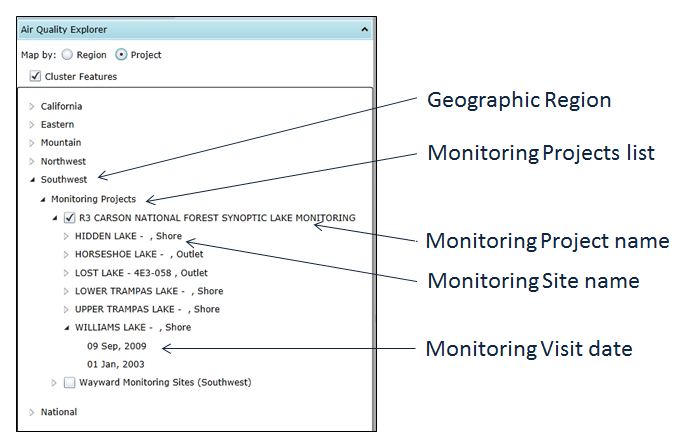 Air Quality Explorer
Map by: Region Project
Cluster Features
California
Eastern
Mountain
Northwest
Southwest
Monitoring Projects
R3 CARSON NATIONAL FOREST SYNOPTIC LAKE MONITORING
HIDDEN LAKE - , Shore
HORSESHOE LAKE - , Outlet
LOST LAKE - 4E3-058 , Outlet
LOWER TRAMPAS LAKE - , Shore
UPPER TRAMPAS LAKE - , Shore
WILLIAMS LAKE - , Shore
09 Sep, 2009
01 Jan, 2003
Wayward Monitoring Sites (Southwest)
National
Geographic Region
Monitoring Projects list
Monitoring Project name
Monitoring Site name
Monitoring Visit date